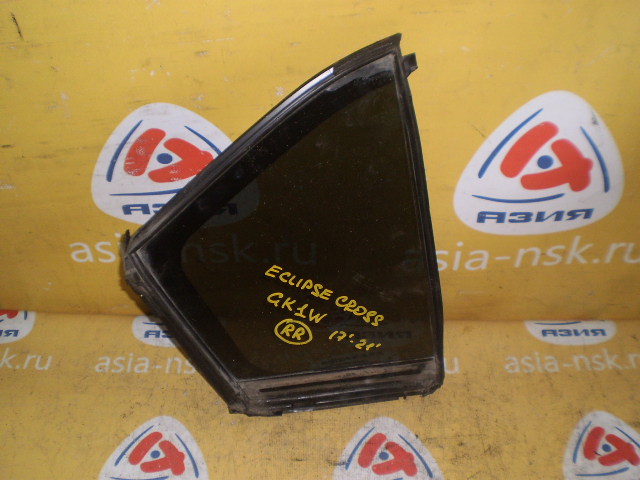 АЗИЯ
asia-nsk.ru
АЗИЯ
asia-nsk.ru
ECLIPSE CROSS
GK1W
RR 17'-21'
asia-nsk.ru
asia-nsk.ru